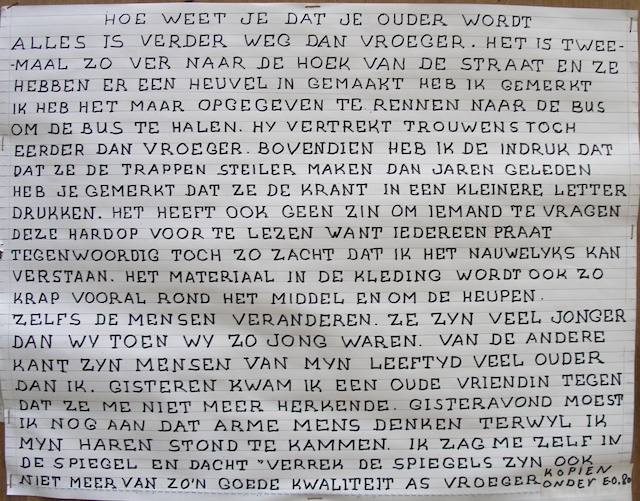 HOE WEET JE DAT JE OUDER WORDT
ALLES IS VERDER WEG DAN VROEGER. HET IS TWEE-
-MAAL ZO VER NAAR DE HOEK VAN DE STRAAT EN ZE
HEBBEN ER EEN HEUVEL IN GEMAAKT HEB IK GEMERKT
IK HEB HET MAAR OPGEGEVEN TE RENNEN NAAR DE BUS
OM DE BUS TE HALEN. HY VERTREKT TROUWENS TOCH
EERDER DAN VROEGER. BOVENDIEN HEB IK DE INDRUK DAT
DAT ZE DE TRAPPEN STEILER MAKEN DAN JAREN GELEDEN
HEB JE GEMERKT DAT ZE DE KRANT IN EEN KLEINERE LETTER
DRUKKEN. HET HEEFT OOK GEEN ZIN OM IEMAND TE VRAGEN
DEZE HARDOP VOOR TE LEZEN WANT IEDEREEN PRAAT
TEGENWOORDIG TOCH ZO ZACHT DAT IK HET NAUWELYKS KAN
VERSTAAN. HET MATERIAAL IN DE KLEDING WORDT OOK ZO
KRAP VOORAL ROND HET MIDDEL EN OM DE HEUPEN.
ZELFS DE MENSEN VERANDEREN. ZE ZYN VEEL JONGER
DAN WY TOEN WY ZO JONG WAREN. VAN DE ANDERE
KANT ZYN MENSEN VAN MYN LEEFTYD VEEL OUDER
DAN IK. GISTEREN KWAM IK EEN OUDE VRIENDIN TEGEN
DAT ZE ME NIET MEER HERKENDE. GISTERAVOND MOEST
IK NOG AAN DAT ARME MENS DENKEN TERWYL IK
MYN HAREN STOND TE KAMMEN. IK ZAG ME ZELF IN
DE SPIEGEL EN DACHT "VERREK DE SPIEGELS ZYN OOK
NIET MEER VAN ZO'N GOEDE KWALITEIT AS VROEGER
KOPIEN